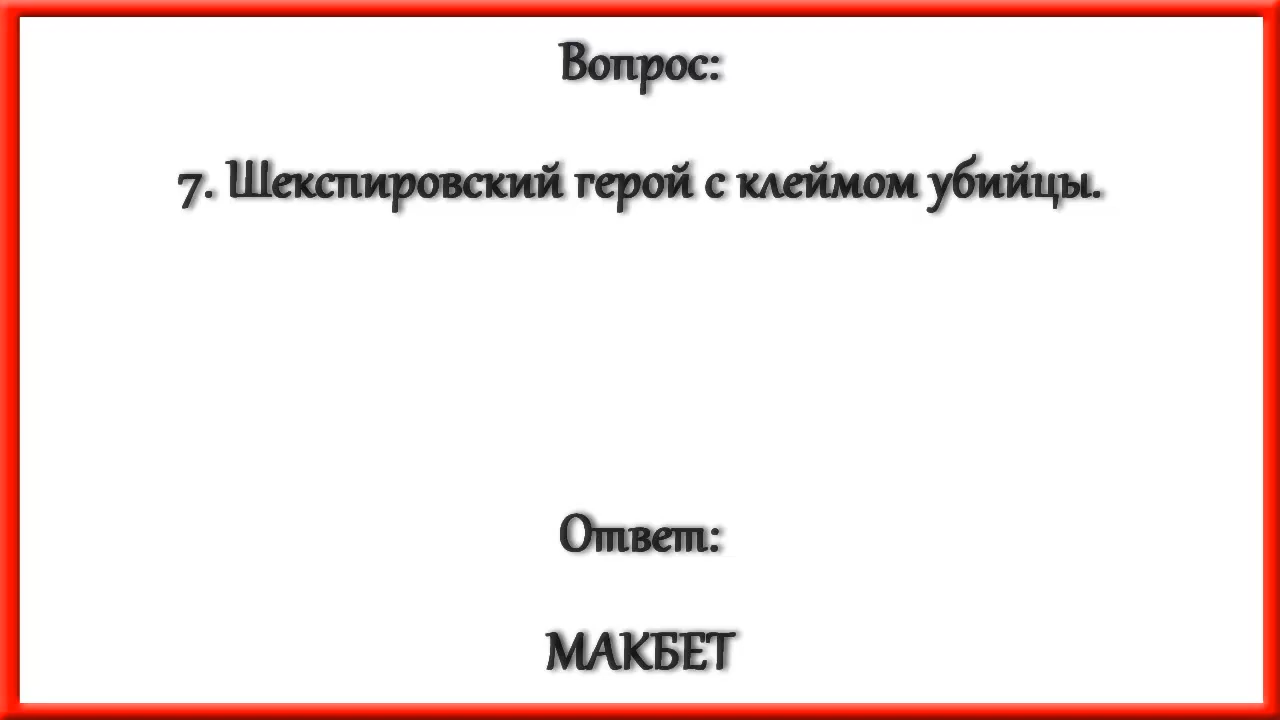 Вопрос:
7. Шекспировский герой с клеймом убийцы.
Ответ:
МАКБЕТ